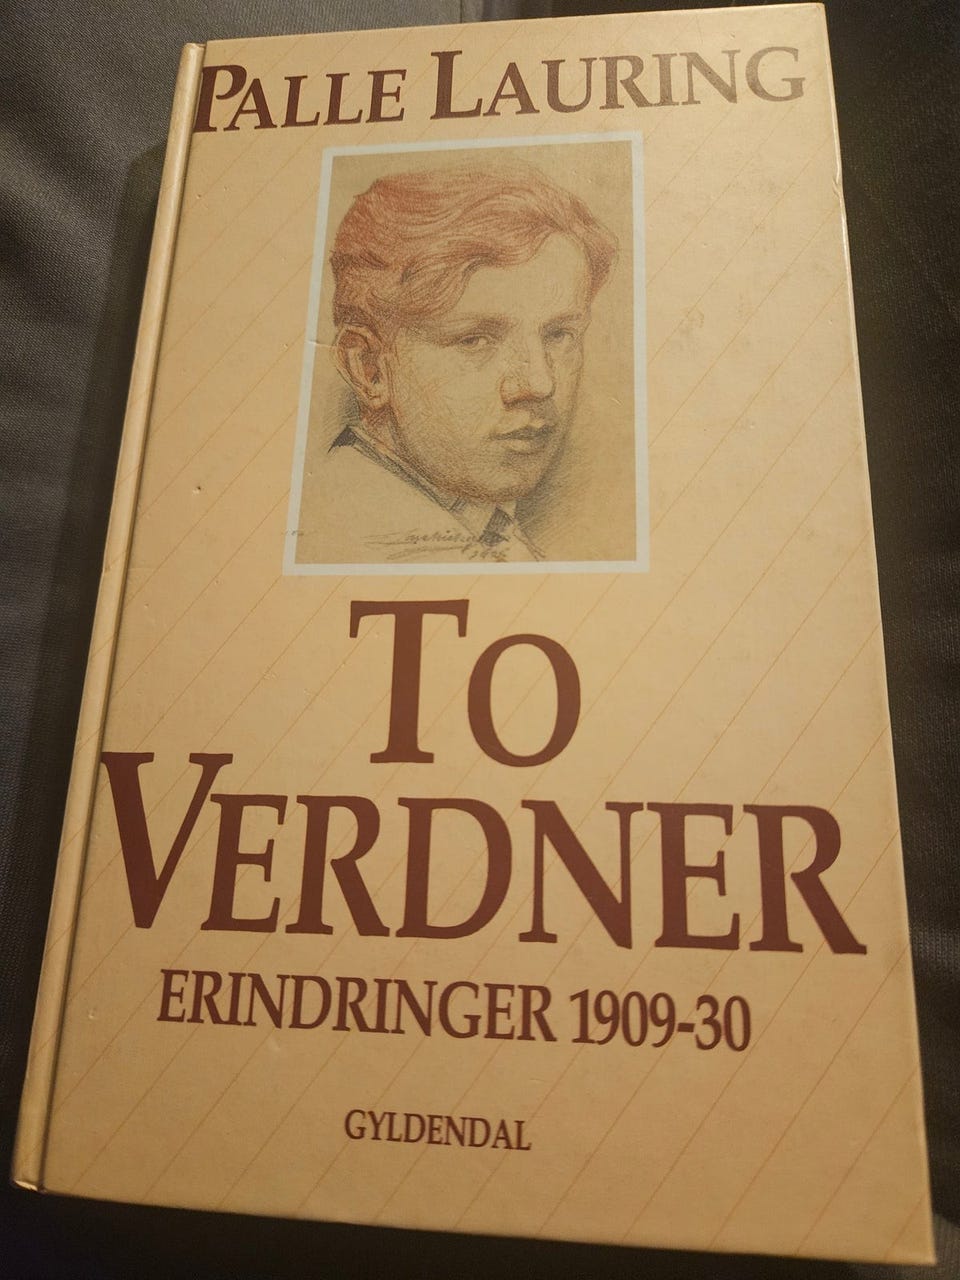 PALLE LAURING
TO
VERDNER
ERINDRINGER 1909-30
GYLDENDAL